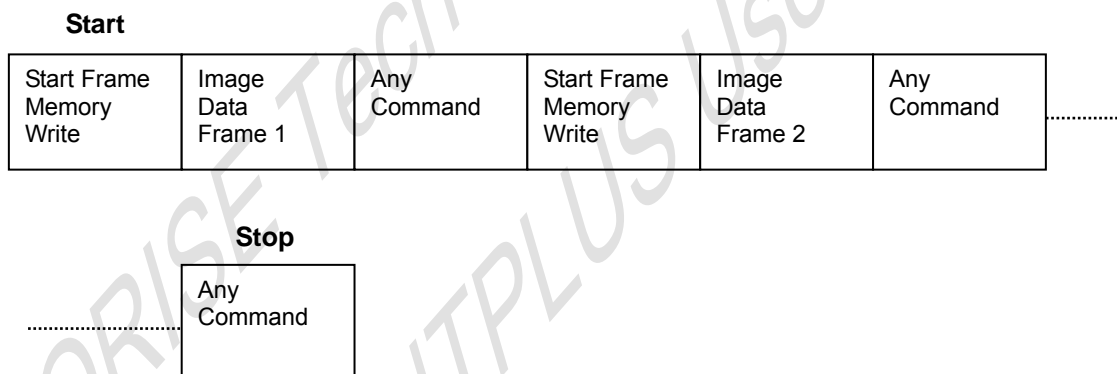 Start
Start Frame
Memory
Write
Image
Data
Frame 1
Any
Command
Start Frame
Memory
Write
Image
Data
Frame 2
Any
Command
Stop
Any
Command